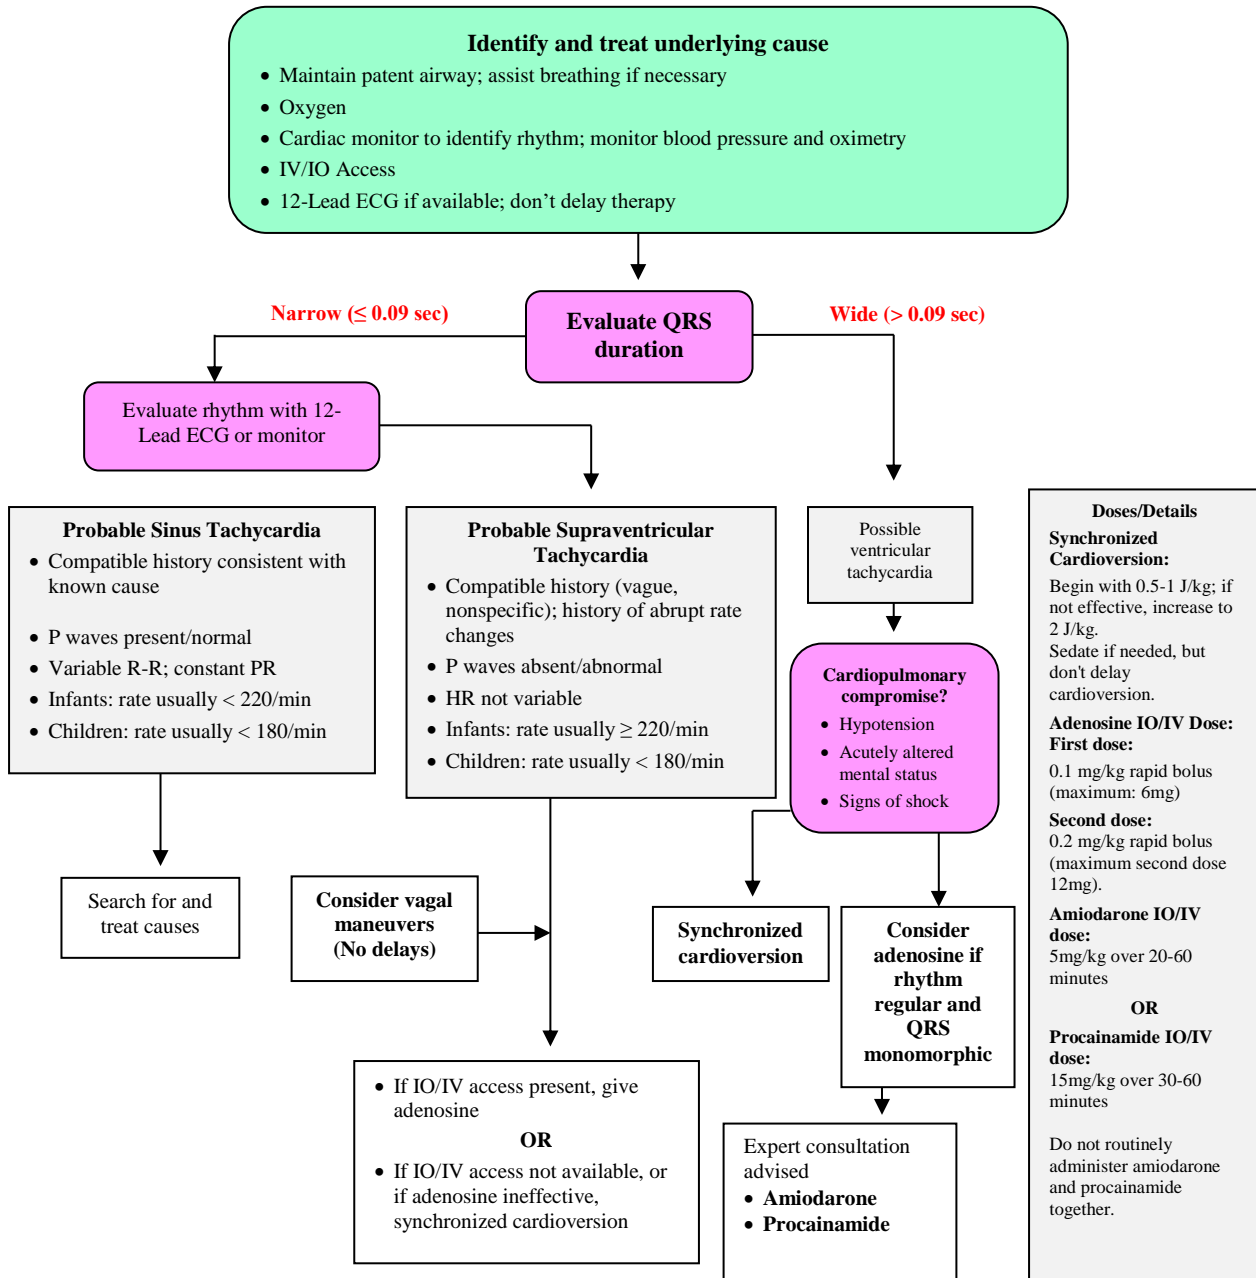 Identify and treat underlying cause
• Maintain patent airway; assist breathing if necessary
• Oxygen
• Cardiac monitor to identify rhythm; monitor blood pressure and oximetry
• IV/IO Access
• 12-Lead ECG if available; don’t delay therapy
Narrow (≤ 0.09 sec)
Evaluate QRS
duration
Wide (> 0.09 sec)
Evaluate rhythm with 12-
Lead ECG or monitor
Probable Sinus Tachycardia
• Compatible history consistent with
known cause
• P waves present/normal
• Variable R-R; constant PR
• Infants: rate usually < 220/min
• Children: rate usually < 180/min
Probable Supraventricular
Tachycardia
• Compatible history (vague,
nonspecific); history of abrupt rate
changes
• P waves absent/abnormal
• HR not variable
• Infants: rate usually ≥ 220/min
• Children: rate usually < 180/min
Possible
ventricular
tachycardia
Cardiopulmonary
compromise?
• Hypotension
• Acutely altered
mental status
• Signs of shock
Search for and
treat causes
Consider vagal
maneuvers
(No delays)
Synchronized
cardioversion
Consider
adenosine if
rhythm
regular and
QRS
monomorphic
• If IO/IV access present, give
adenosine
OR
• If IO/IV access not available, or
if adenosine ineffective,
synchronized cardioversion
Expert consultation
advised
• Amiodarone
• Procainamide
Doses/Details
Synchronized
Cardioversion:
Begin with 0.5-1 J/kg; if
not effective, increase to
2 J/kg.
Sedate if needed, but
don't delay
cardioversion.
Adenosine IO/IV Dose:
First dose:
0.1 mg/kg rapid bolus
(maximum: 6mg)
Second dose:
0.2 mg/kg rapid bolus
(maximum second dose
12mg).
Amiodarone IO/IV
dose:
5mg/kg over 20-60
minutes
OR
Procainamide IO/IV
dose:
15mg/kg over 30-60
minutes
Do not routinely
administer amiodarone
and procainamide
together.